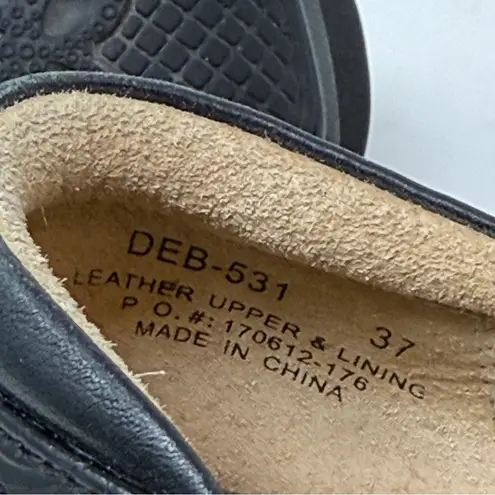 DEB-531 37
LEATHER UPPER & LINING
P O.#: 170612-176
MADE IN CHINA